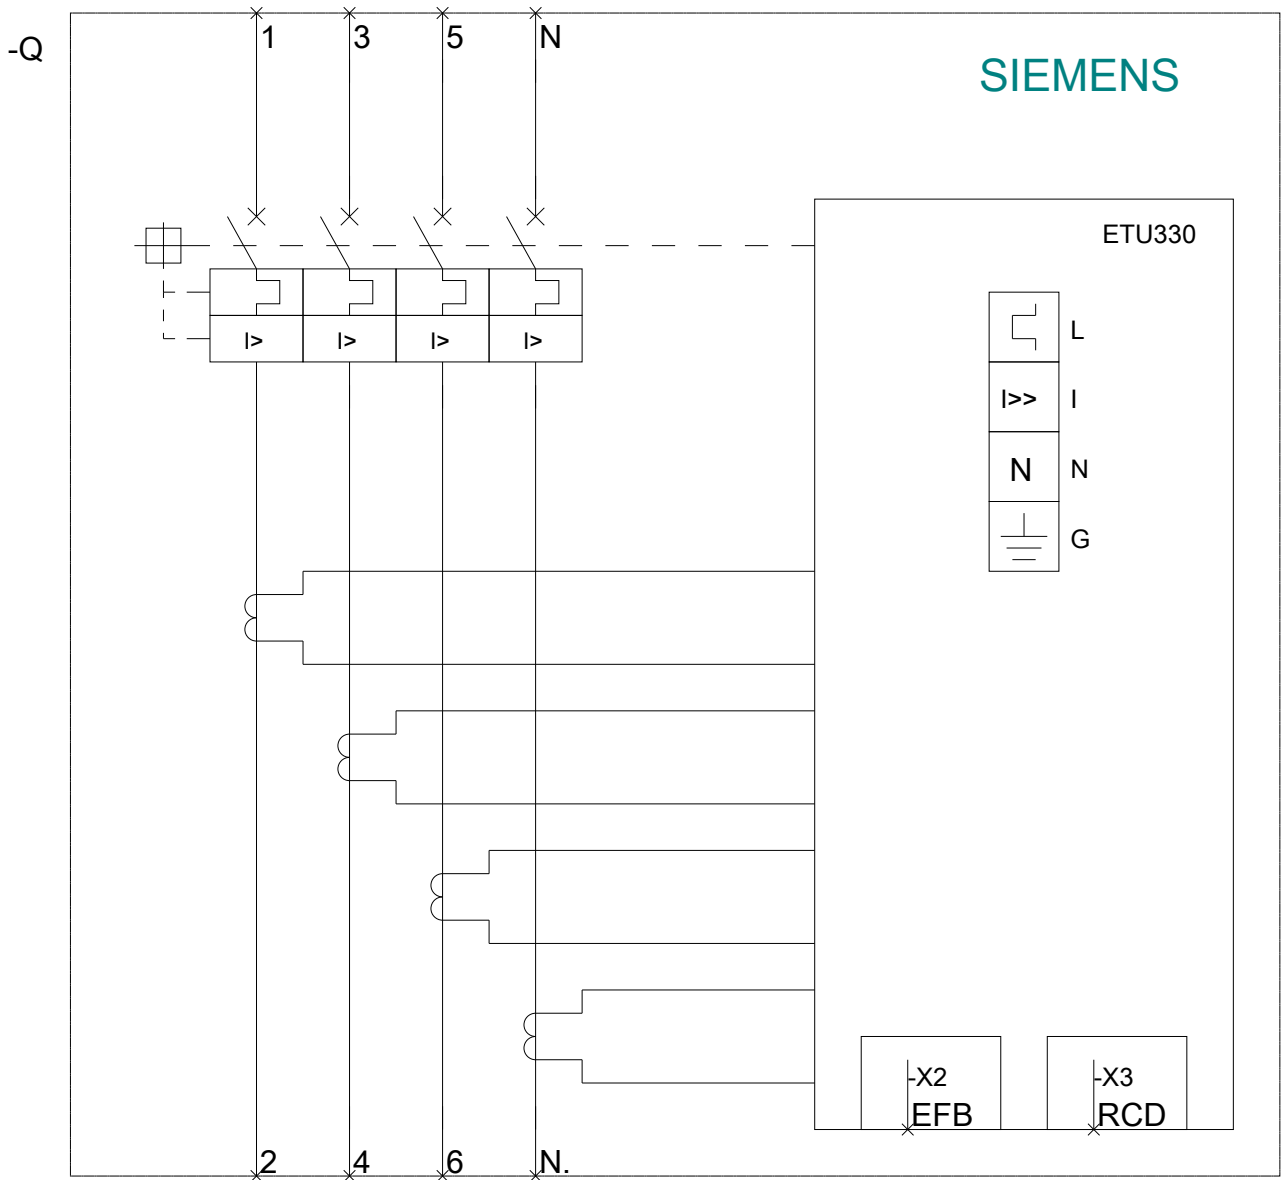 1 3 5 N
-Q
SIEMENS
ETU330
I> I> I> I>
L
I>> I
N N
G
-X2 -X3
EFB RCD
2 4 6 N.